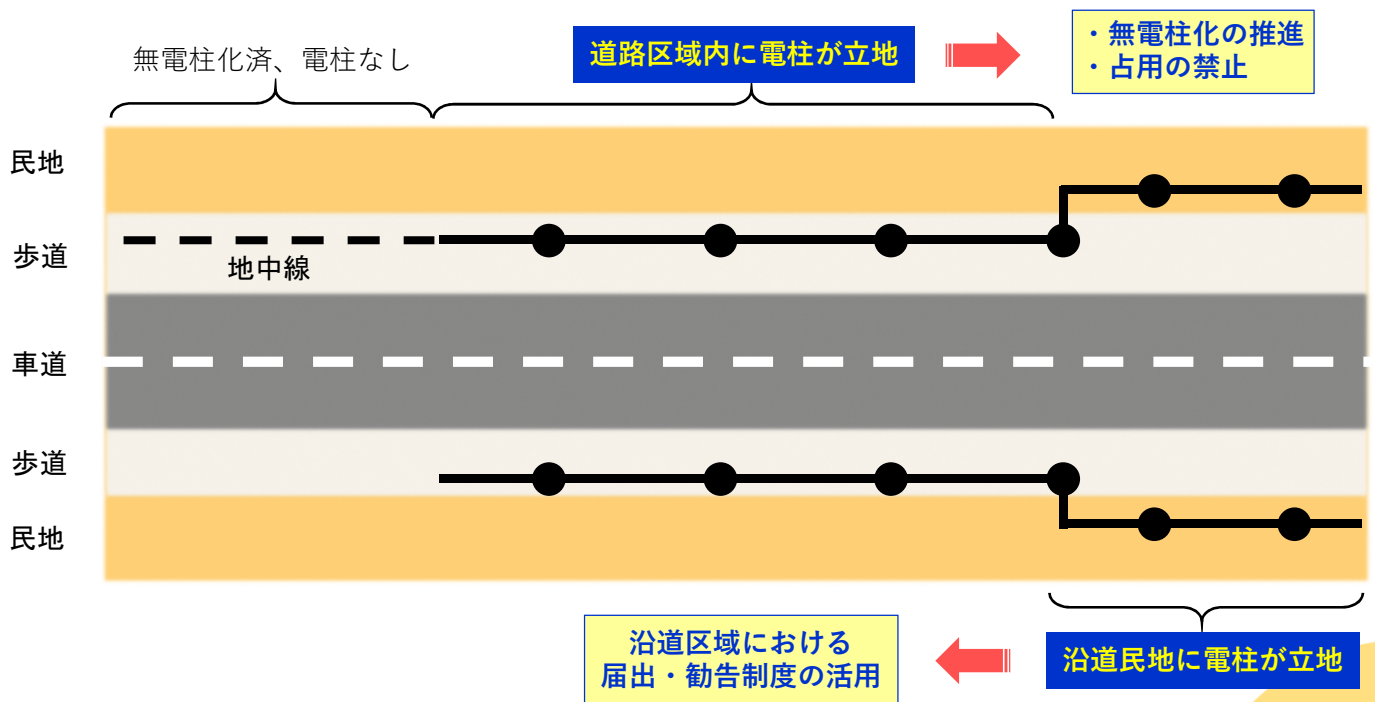 無電柱化済、電柱なし
道路区域内に電柱が立地
・無電柱化の推進
・占用の禁止
民地
歩道
地中線
車道
歩道
民地
沿道区域における
届出・勧告制度の活用
沿道民地に電柱が立地